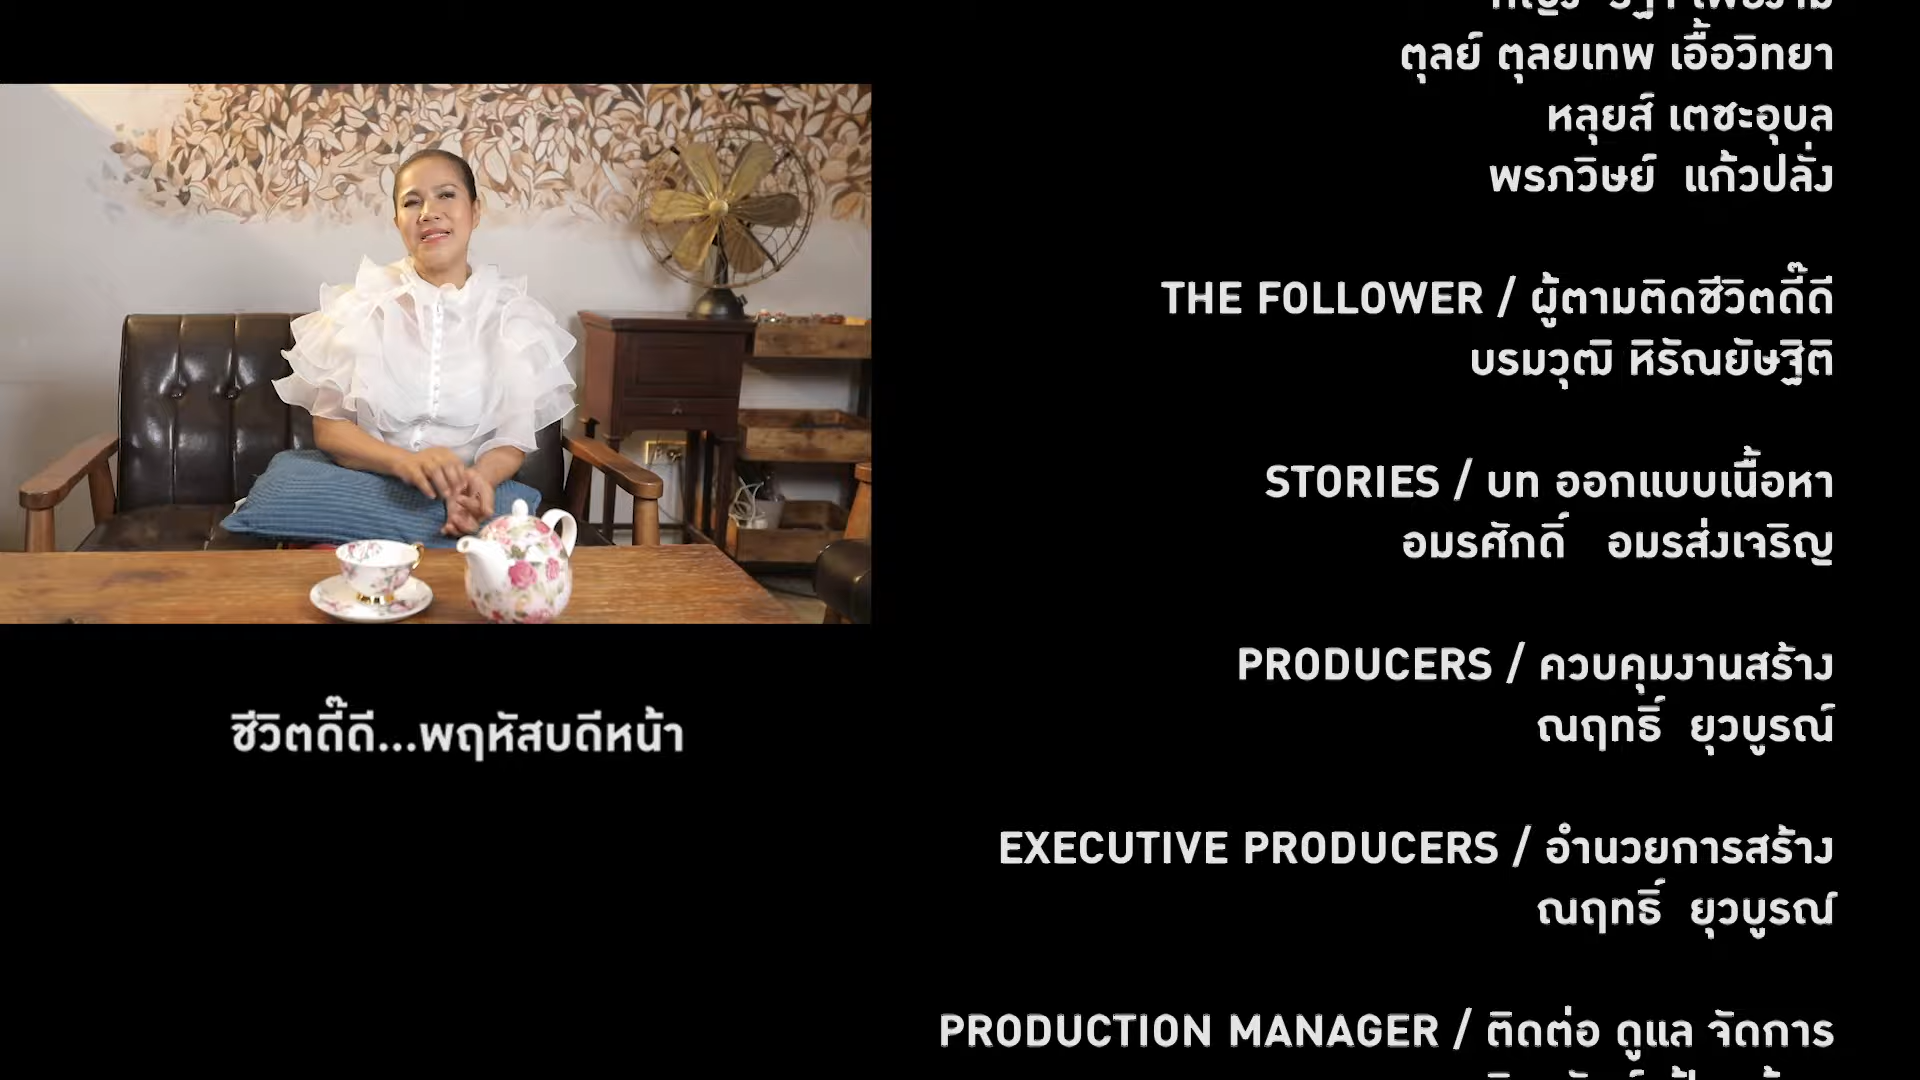 ตุลย์ ตุลยเทพ เอื้อวิทยา
หลุยส์ เตชะอุบล
พรภวิษย์ แก้วปลั่ง
THE FOLLOWER / ผู้ตามติดชีวิตดี๊ดี
บรมวุฒิ หิรัณยัษฐิติ
STORIES / บท ออกแบบเนื้อหา
อมรศักดิ์ อมรส่งเจริญ
PRODUCERS / ควบคุมงานสร้าง
ณฤทธิ์ ยุวบูรณ์
ชีวิตดี๊ดี...พฤหัสบดีหน้า
EXECUTIVE PRODUCERS / อำนวยการสร้าง
ณฤทธิ์ ยุวบูรณ์
PRODUCTION MANAGER / ติดต่อ ดูแล จัดการ